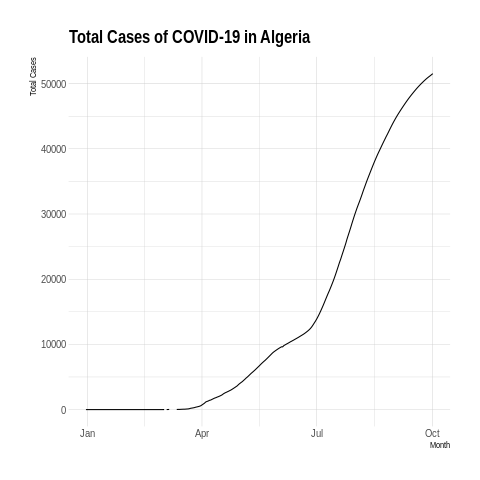 Total Cases of COVID-19 in Algeria
Total Cases
50000
40000
30000
20000
10000
0
Jan Apr Jul Oct
Month